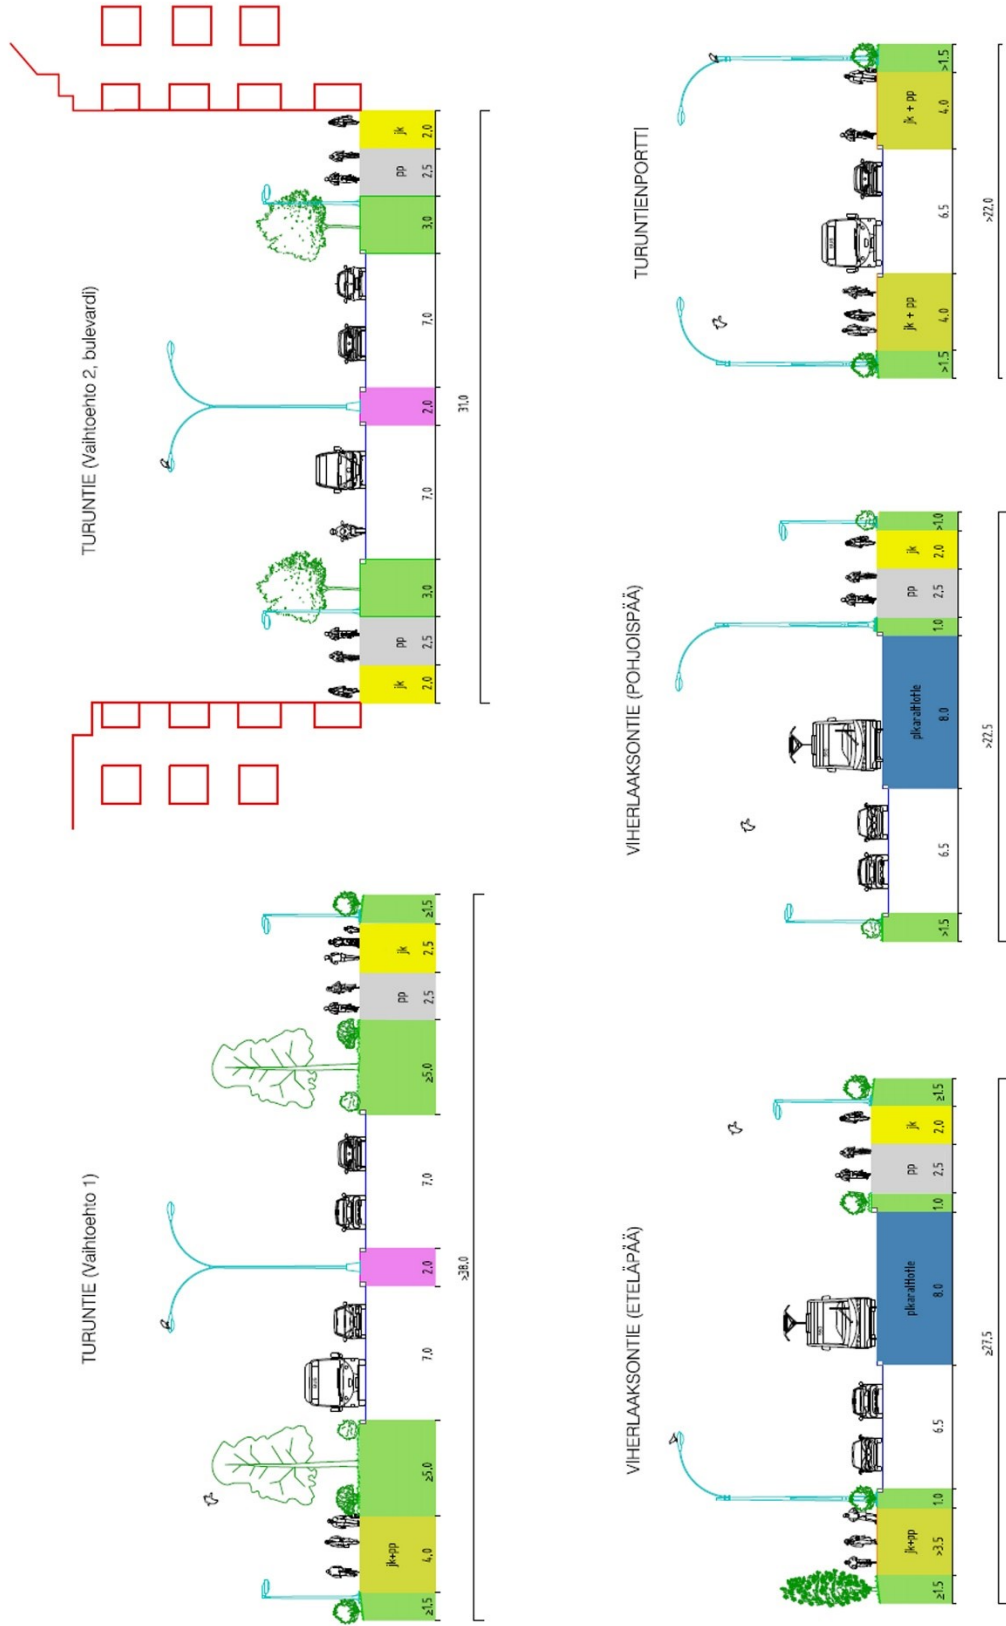 TURUNTIE (Vaihtoehto 1)
jk+pp
pp
jk
≥1,5
4,0
≥5,0
7.0
2.0
7.0
≥5,0
2,5
2,5
≥1,5
>38,0
TURUNTIE (Vaihtoehto 2, bulevardi)
jk
pp
pp
jk
2,0
2,5
3,0
7,0
2,0
7,0
3,0
2,5
2,0
31,0
VIHERLAAKSONTIE (ETELÄPÄÄ)
jk+pp
pikaraitiotie
pp
jk
≥1.5
>3.5
1.0
6.5
8.0
1.0
2.5
2.0
≥1.5
≥27.5
VIHERLAAKSONTIE (POHJOISPÄÄ)
pikaraitiotie
pp
jk
>1.5
6.5
8.0
1.0
2.5
2.0
>1.0
>22.5
TURUNTIENPORTTI
jk + pp
jk + pp
>1.5
4.0
6.5
4.0
>1.5
>22.0